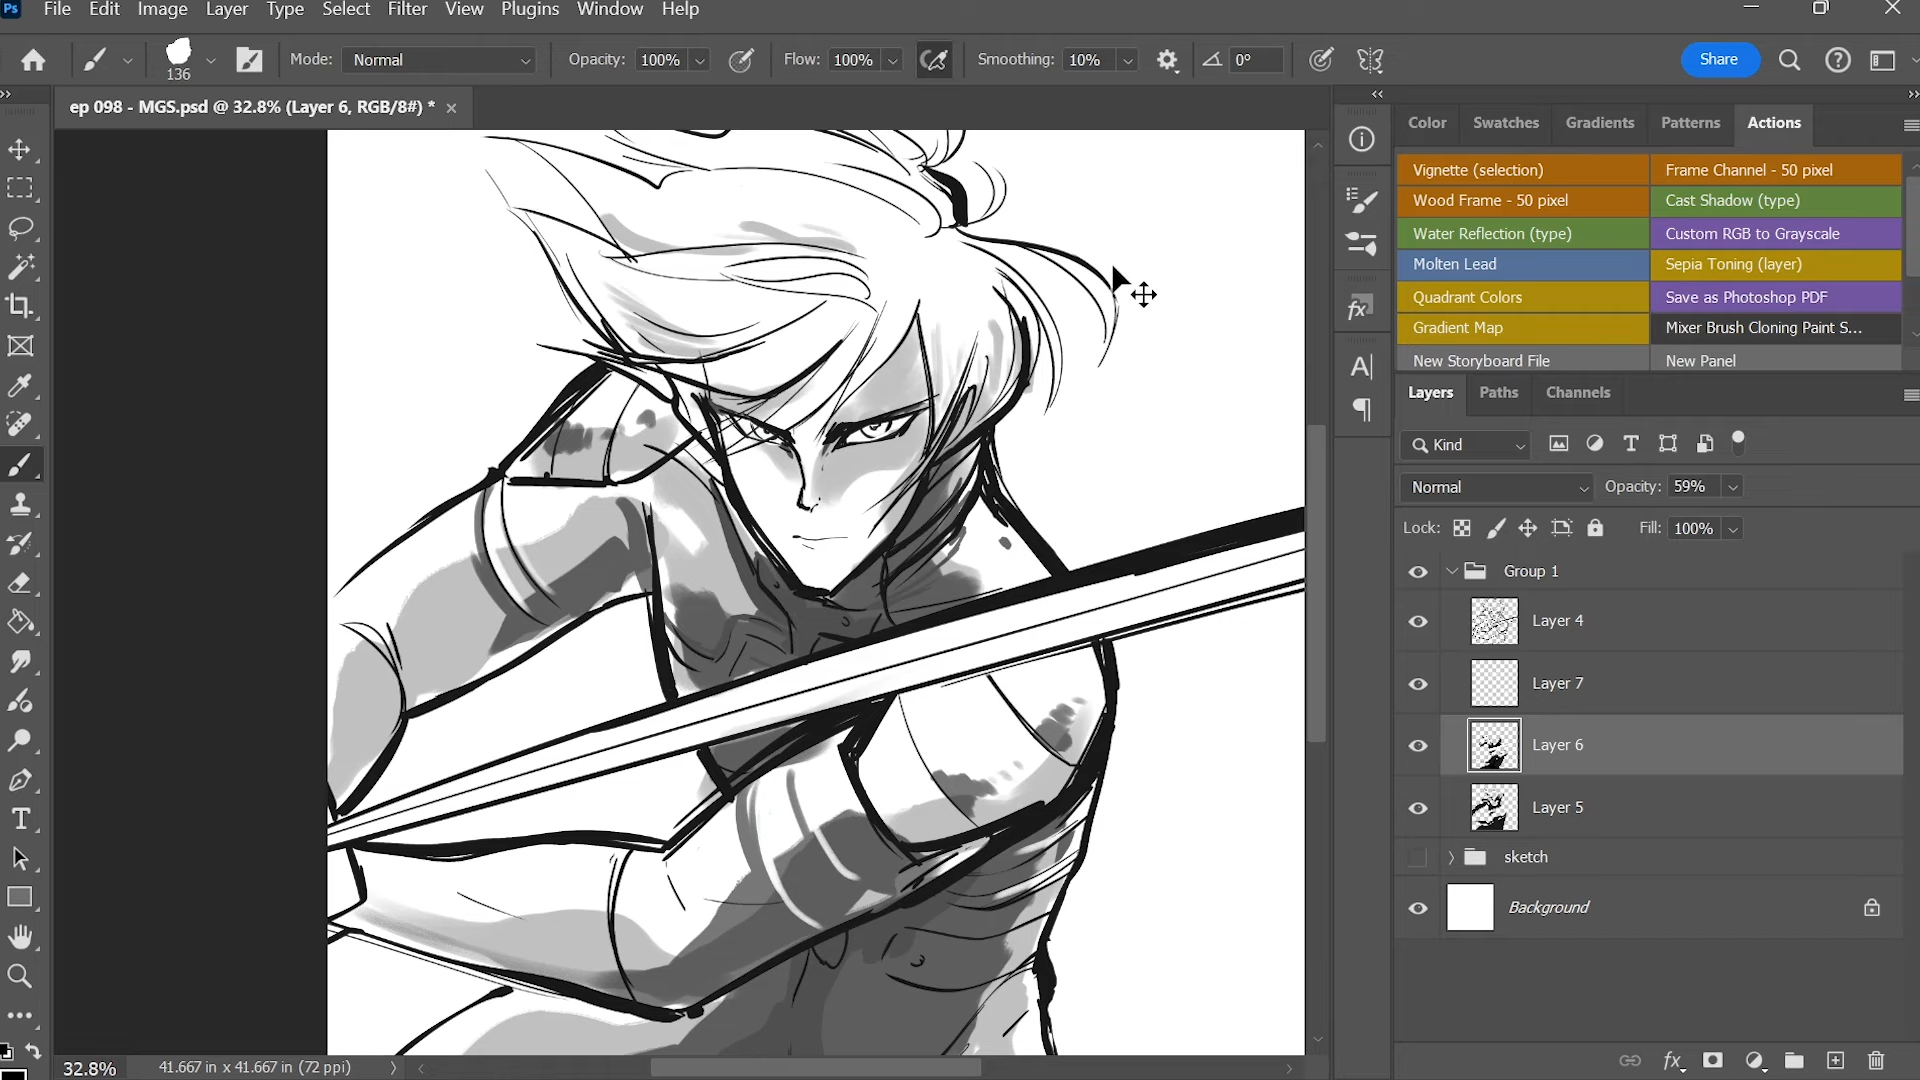 Ps File Edit Image Layer Type Select Filter View Plugins Window Help
136 Mode: Normal Opacity: 100% Flow: 100% Smoothing: 10% 0° Share
ep 098 - MGS.psd @ 32.8% (Layer 6, RGB/8#) * ×
Color Swatches Gradients Patterns Actions
Vignette (selection) Frame Channel - 50 pixel
Wood Frame - 50 pixel Cast Shadow (type)
Water Reflection (type) Custom RGB to Grayscale
Molten Lead Sepia Toning (layer)
Quadrant Colors Save as Photoshop PDF
Gradient Map Mixer Brush Cloning Paint S...
New Storyboard File New Panel
Layers Paths Channels
Kind
Normal Opacity: 59%
Lock: Fill: 100%
Group 1
Layer 4
Layer 7
Layer 6
Layer 5
sketch
Background
32.8% 41.667 in x 41.667 in (72 ppi)